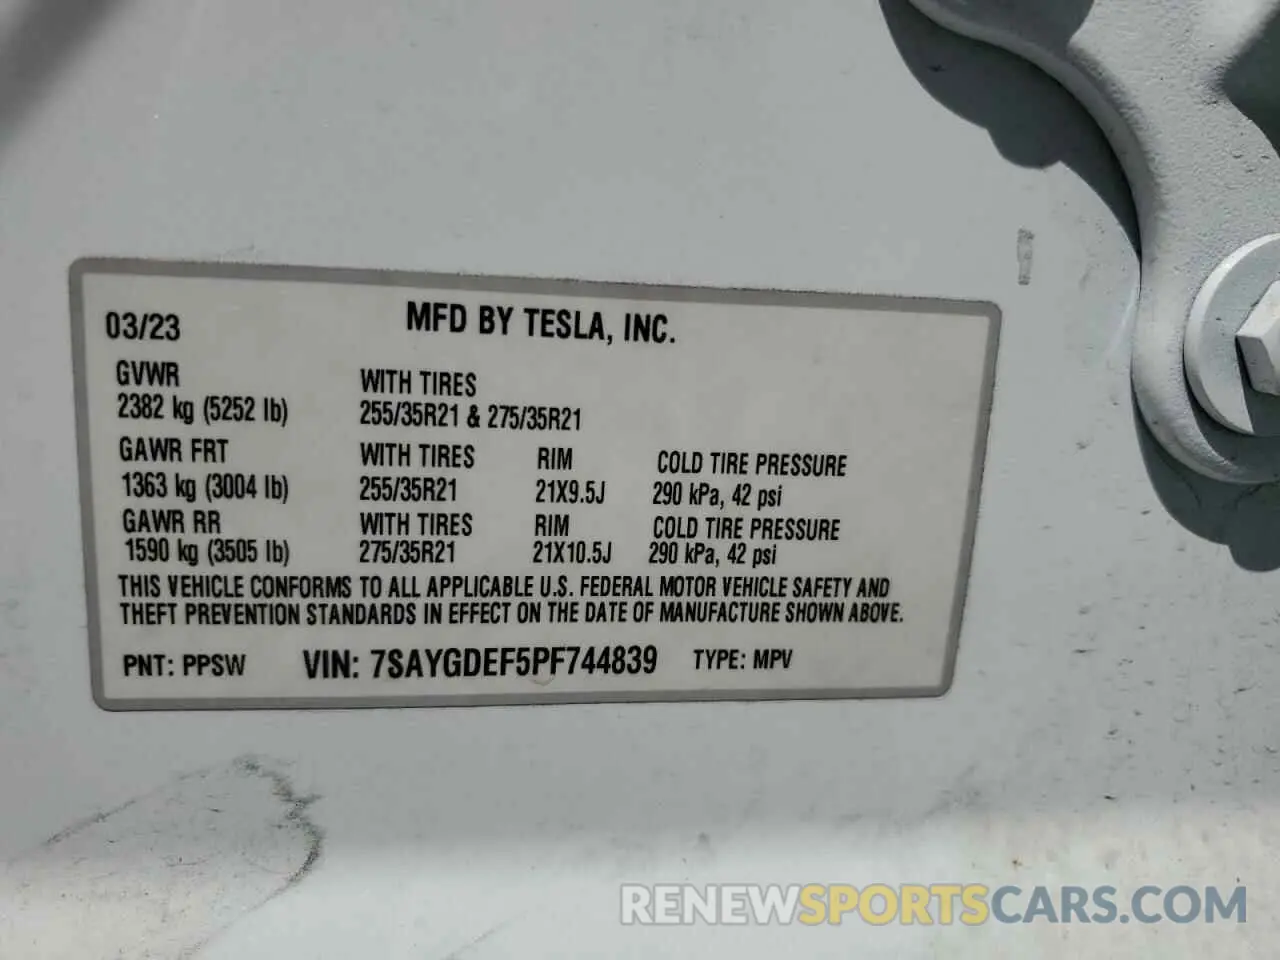 03/23 MFD BY TESLA, INC.
GVWR WITH TIRES
2382 kg (5252 lb) 255/35R21 & 275/35R21
GAWR FRT WITH TIRES RIM COLD TIRE PRESSURE
1363 kg (3004 lb) 255/35R21 21X9.5J 290 kPa, 42 psi
GAWR RR WITH TIRES RIM COLD TIRE PRESSURE
1590 kg (3505 lb) 275/35R21 21X10.5J 290 kPa, 42 psi
THIS VEHICLE CONFORMS TO ALL APPLICABLE U.S. FEDERAL MOTOR VEHICLE SAFETY AND
THEFT PREVENTION STANDARDS IN EFFECT ON THE DATE OF MANUFACTURE SHOWN ABOVE.
PNT: PPSW VIN: 7SAYGDEF5PF744839 TYPE: MPV
RENEWSPORTSCARS.COM